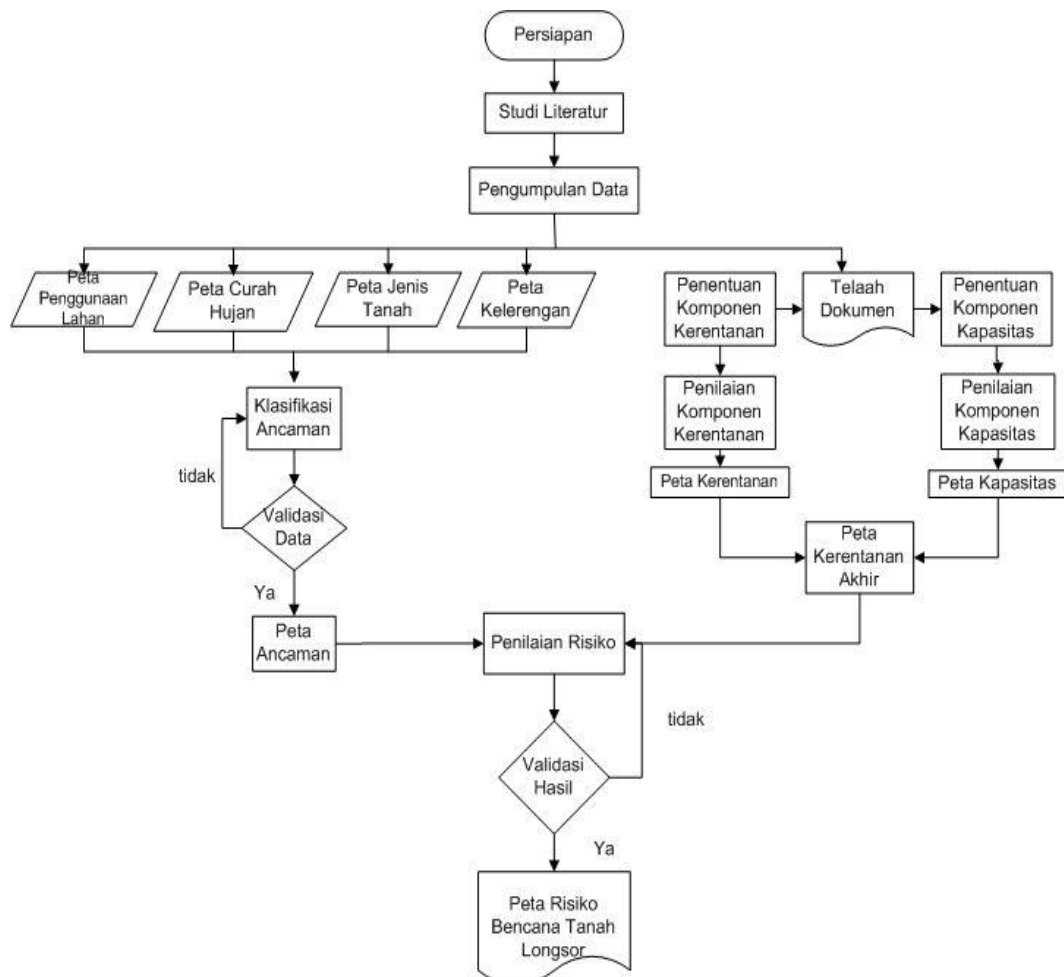 Persiapan
Studi Literatur
Pengumpulan Data
Peta
Penggunaan
Lahan
Peta Curah
Hujan
Peta Jenis
Tanah
Peta
Kelerengan
Penentuan
Komponen
Kerentanan
Telaah
Dokumen
Penentuan
Komponen
Kapasitas
Klasifikasi
Ancaman
Penilaian
Komponen
Kerentanan
Penilaian
Komponen
Kapasitas
tidak
Peta Kerentanan
Peta Kapasitas
Validasi
Data
Peta
Kerentanan
Akhir
Ya
Peta
Ancaman
Penilaian Risiko
tidak
Validasi
Hasil
Ya
Peta Risiko
Bencana Tanah
Longsor